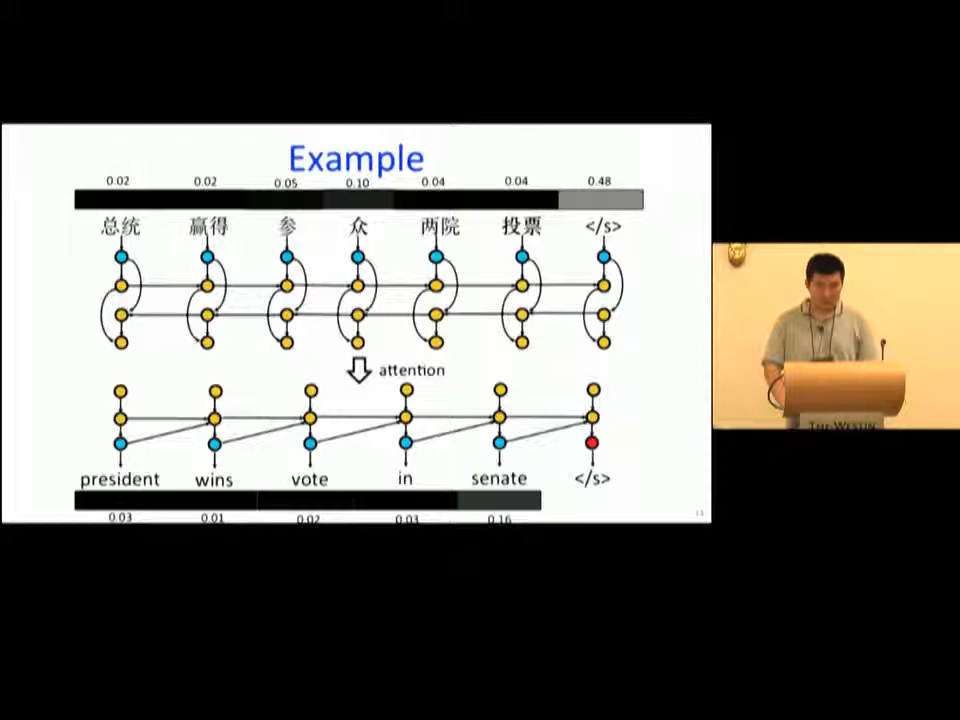 Example
0.02 0.02 0.05 0.10 0.04 0.04 0.48
总统 赢得 参 众 两院 投票 </s>
attention
president wins vote in senate </s>
0.03 0.01 0.02 0.03 0.16
THE WESTIN